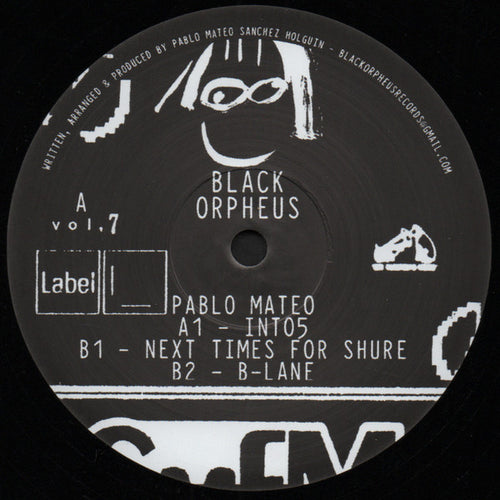 WRITTEN, ARRANGED & PRODUCED BY PABLO MATEO SANCHEZ HOLGUIN - BLACKORPHEUSRECORDS@GMAIL.COM
BLACK
ORPHEUS
A
vol,7
Label
PABLO MATEO
A1 - INTO5
B1 - NEXT TIMES FOR SHURE
B2 - B-LANE